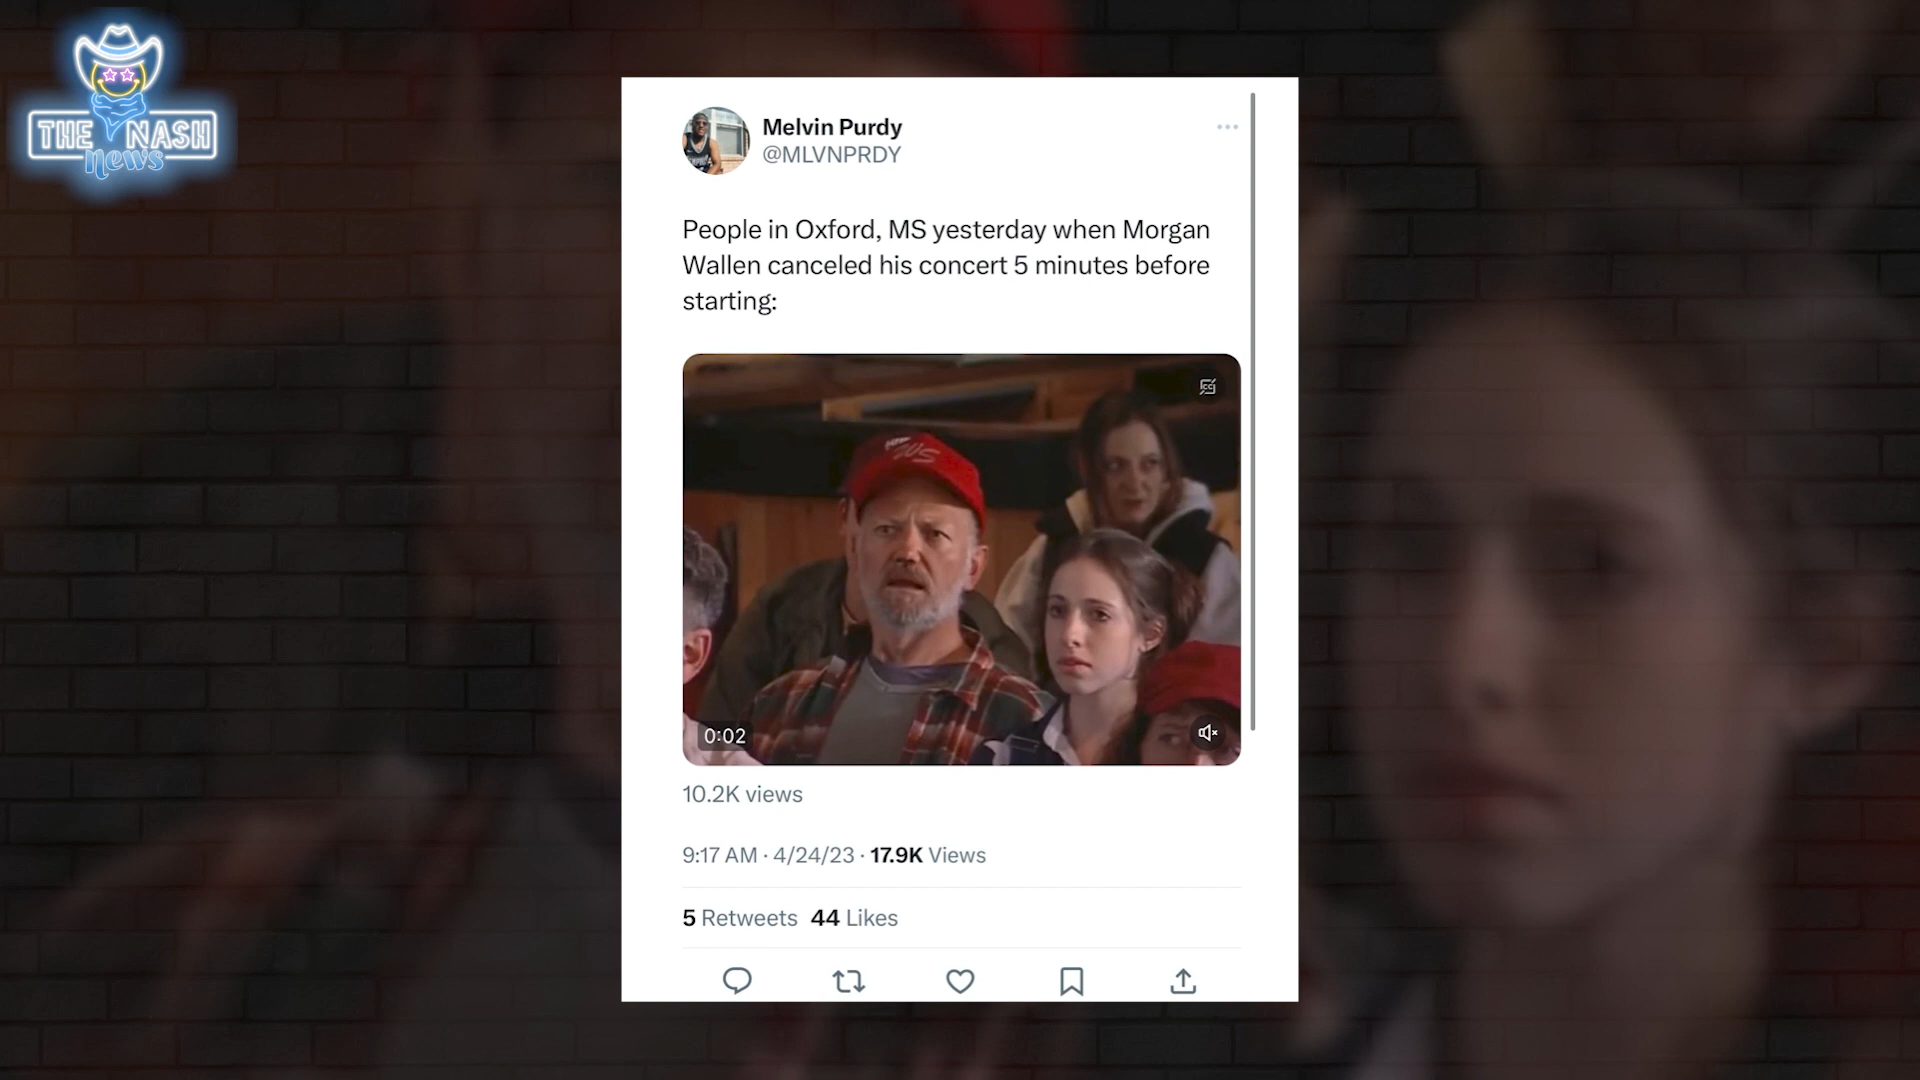 THE NASH
News
Melvin Purdy
@MLVNPRDY
People in Oxford, MS yesterday when Morgan
Wallen canceled his concert 5 minutes before
starting:
0:02
10.2K views
9:17 AM · 4/24/23 · 17.9K Views
5 Retweets 44 Likes